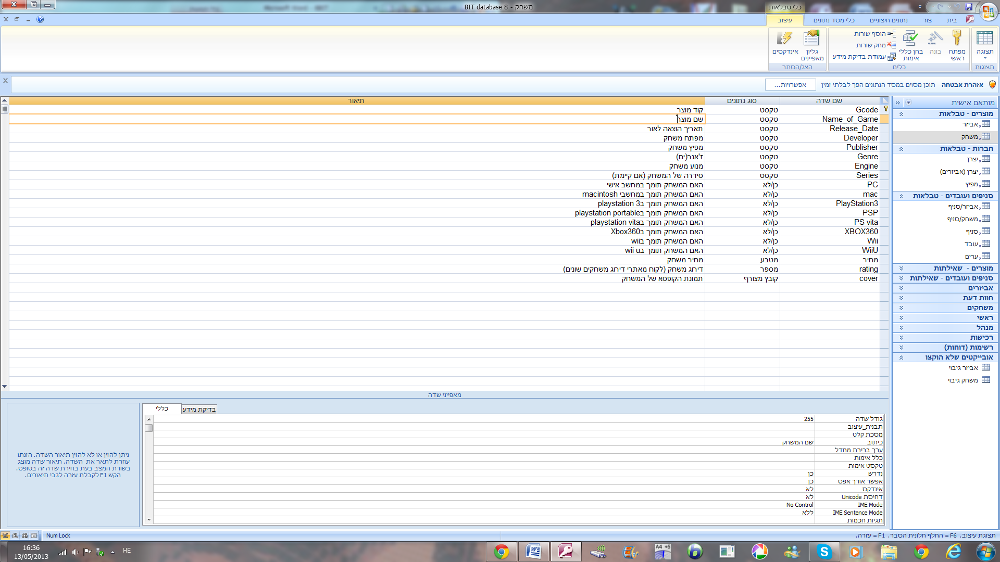 BIT database 8 - משחק
כלי טבלאות
בית
צור
נתונים חיצוניים
כלי מסד נתונים
עיצוב
תצוגה
תצוגות
מפתח ראשי
בונה
בחן כללי אימות
הוסף שורות
מחק שורות
עמודת בדיקת מידע
כלים
גליון מאפיינים
אינדקסים
הצג/הסתר
אזהרת אבטחה תוכן מסוים במסד הנתונים הפך לבלתי זמין
אפשרויות...
מותאם אישית
מוצרים - טבלאות
אביזר
משחק
חברות - טבלאות
יצרן
יצרן (אביזרים)
מפיץ
סניפים ועובדים - טבלאות
אביזר/סניף
משחק/סניף
סניף
עובד
ערים
מוצרים - שאילתות
סניפים ועובדים - שאילתות
אביזרים
חוות דעת
משחקים
ראשי
מנהל
רכישות
רשימות (דוחות)
אובייקטים שלא הוקצו
אביזר גיבוי
משחק גיבוי
שם שדה סוג נתונים תיאור
Gcode טקסט קוד מוצר
Name_of_Game טקסט שם מוצר
Release_Date טקסט תאריך הוצאה לאור
Developer טקסט מפתח משחק
Publisher טקסט מפיץ משחק
Genre טקסט ז'אנר(ים)
Engine טקסט מנוע משחק
Series טקסט סידרה של המשחק (אם קיימת)
PC כן/לא האם המשחק תומך במחשב אישי
mac כן/לא האם המשחק תומך במחשבי macintosh
PlayStation3 כן/לא האם המשחק תומך בplaystation 3
PSP כן/לא האם המשחק תומך בplaystation portable
PS vita כן/לא האם המשחק תומך בplaystation vita
XBOX360 כן/לא האם המשחק תומך בXbox360
Wii כן/לא האם המשחק תומך בwii
WiiU כן/לא האם המשחק תומך בwii u
מחיר מטבע מחיר משחק
rating מספר דירוג משחק (לקוח מאתרי דירוג משחקים שונים)
cover קובץ מצורף תמונת הקופסא של המשחק
מאפייני שדה
כללי
בדיקת מידע
גודל שדה 255
תבנית_עיצוב
מסכת קלט
כיתוב שם המשחק
ערך ברירת מחדל
כלל אימות
טקסט אימות
נדרש כן
אפשר אורך אפס כן
אינדקס לא
דחיסת Unicode לא
IME Mode No Control
IME Sentence Mode ללא
תגיות חכמות
ניתן להזין או לא להזין תיאור השדה. הזנתו
עוזרת לתאר את השדה. תיאור שדה מוצג
בשורת המצב בעת בחירת שדה זה בטופס.
הקש F1 לקבלת עזרה לגבי תיאורים.
תצוגת עיצוב. F6 = החלף חלונית הסבר. F1 = עזרה.
Num Lock
A4 +5
HE
16:36
13/05/2013